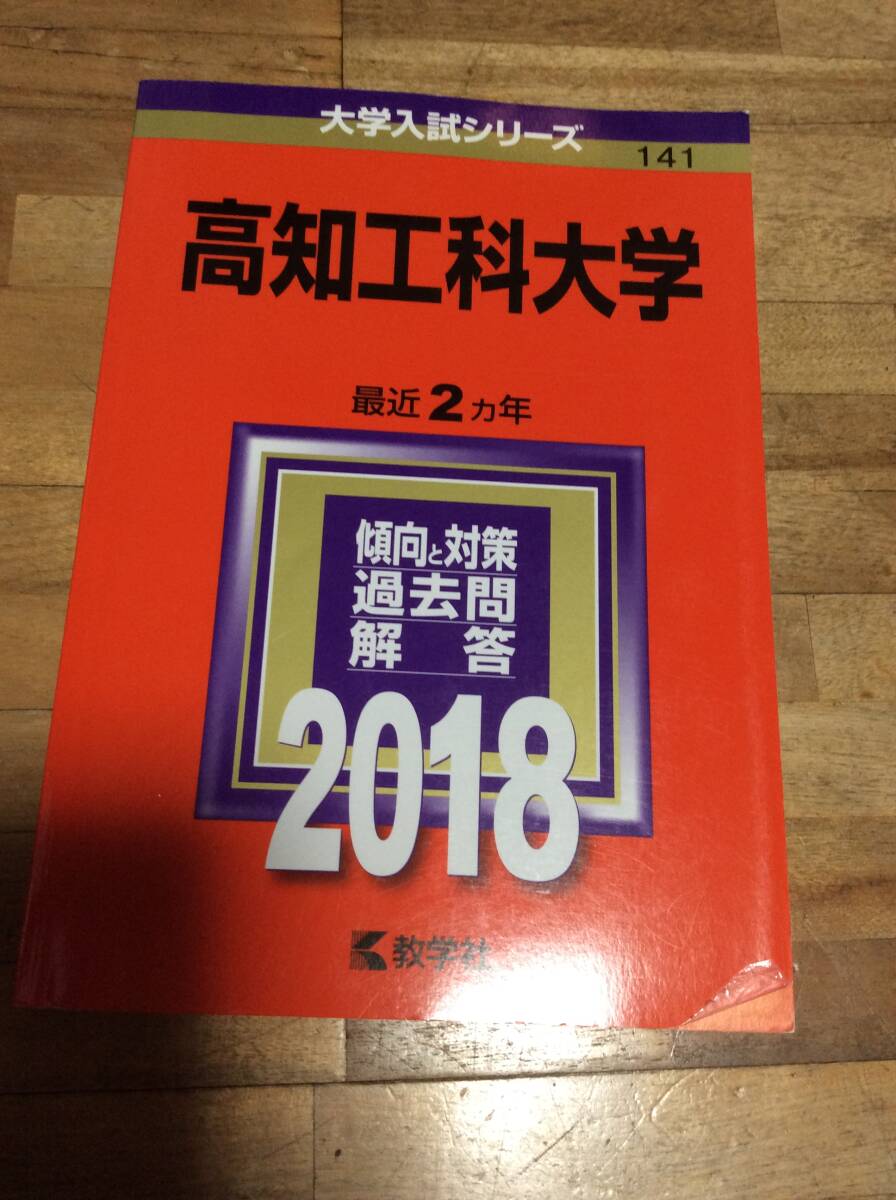 大学入試シリーズ
141
高知工科大学
最近2ヵ年
傾向と対策
過去問
解答
2018
教学社